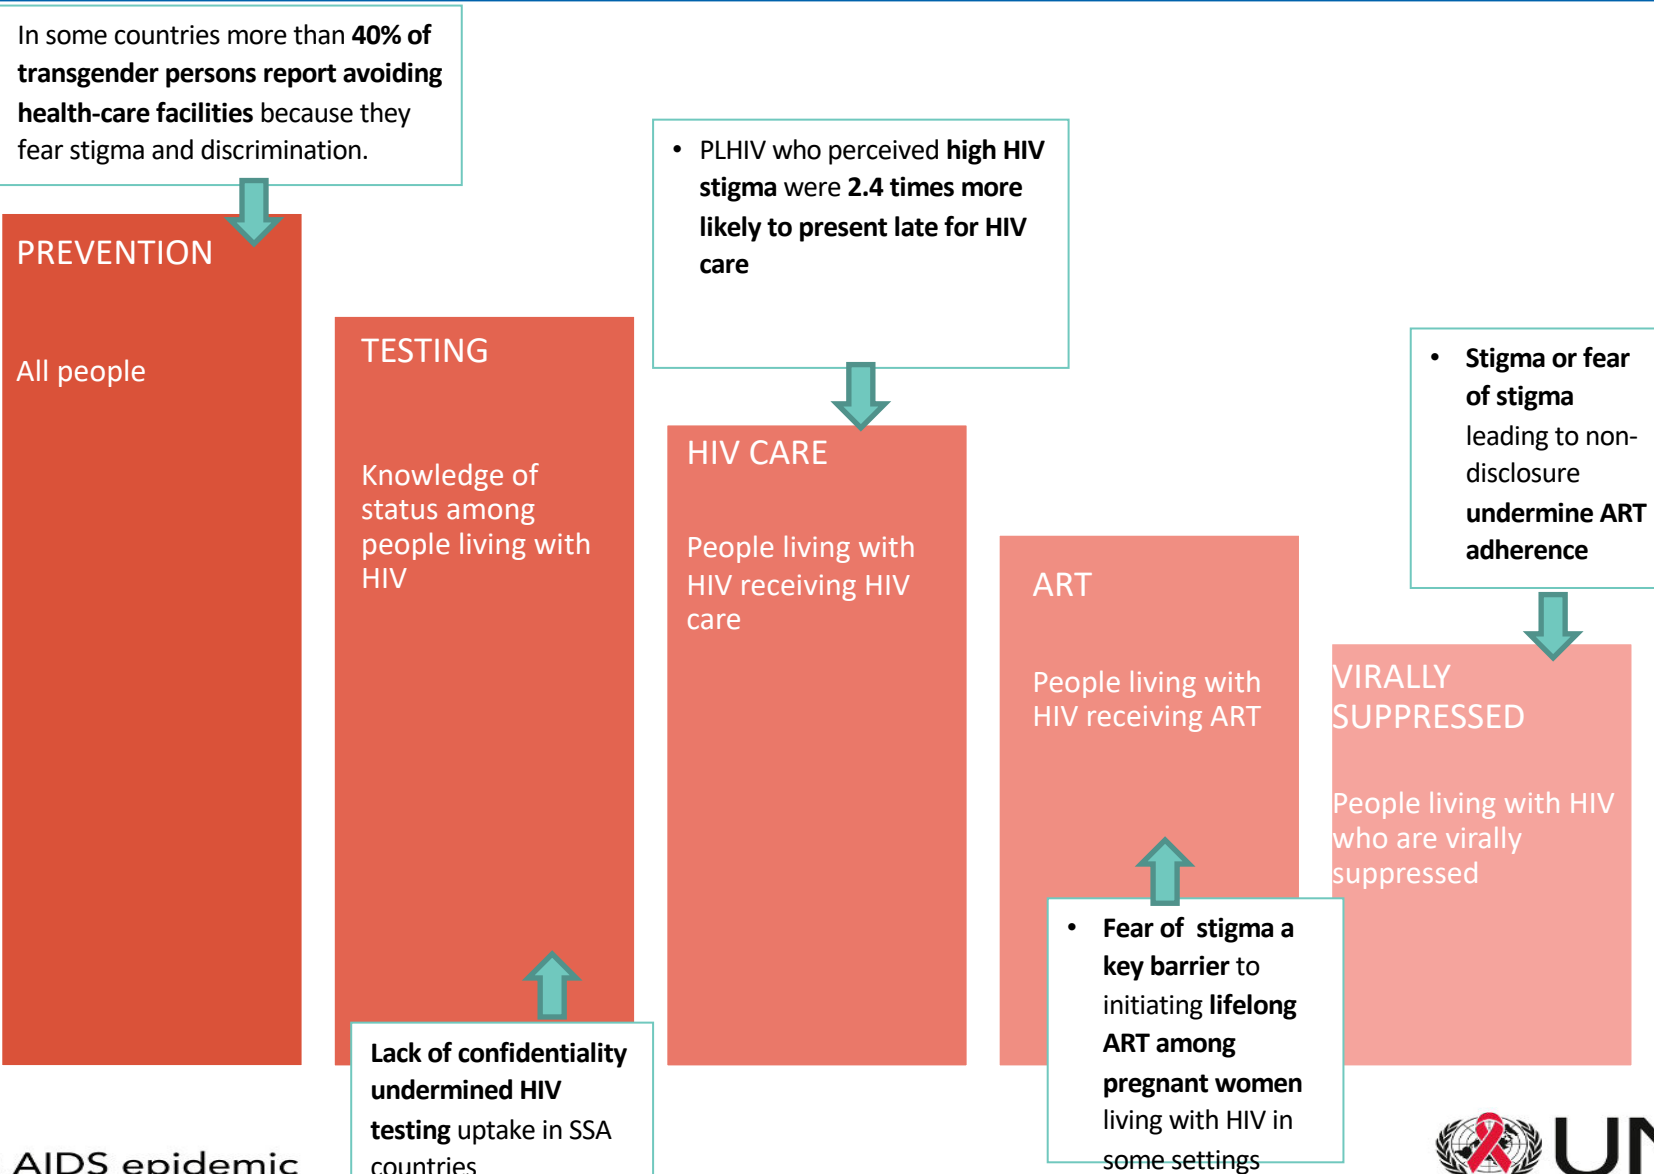 In some countries more than 40% of
transgender persons report avoiding
health-care facilities because they
fear stigma and discrimination.
PREVENTION
All people
TESTING
Knowledge of
status among
people living with
HIV
Lack of confidentiality
undermined HIV
testing uptake in SSA
countries
• PLHIV who perceived high HIV
stigma were 2.4 times more
likely to present late for HIV
care
HIV CARE
People living with
HIV receiving HIV
care
ART
People living with
HIV receiving ART
• Fear of stigma a
key barrier to
initiating lifelong
ART among
pregnant women
living with HIV in
some settings
• Stigma or fear
of stigma
leading to non-
disclosure
undermine ART
adherence
VIRALLY
SUPPRESSED
People living with HIV
who are virally
suppressed
AIDS epidemic
UN